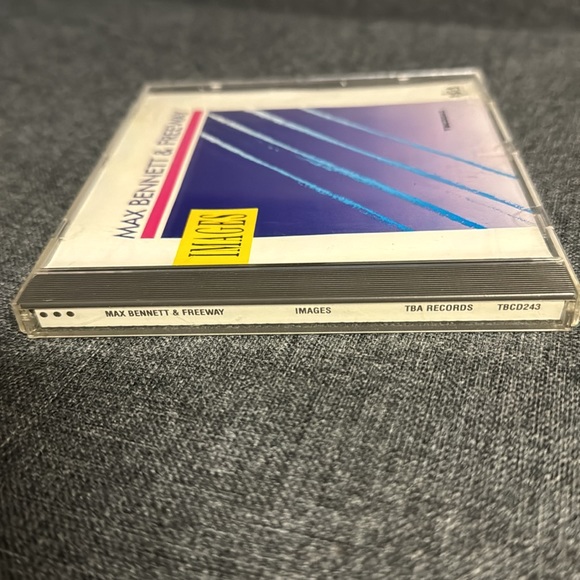 MAX BENNETT & FREEWAY
IMAGES
MAX BENNETT & FREEWAY IMAGES TBA RECORDS TBCD243